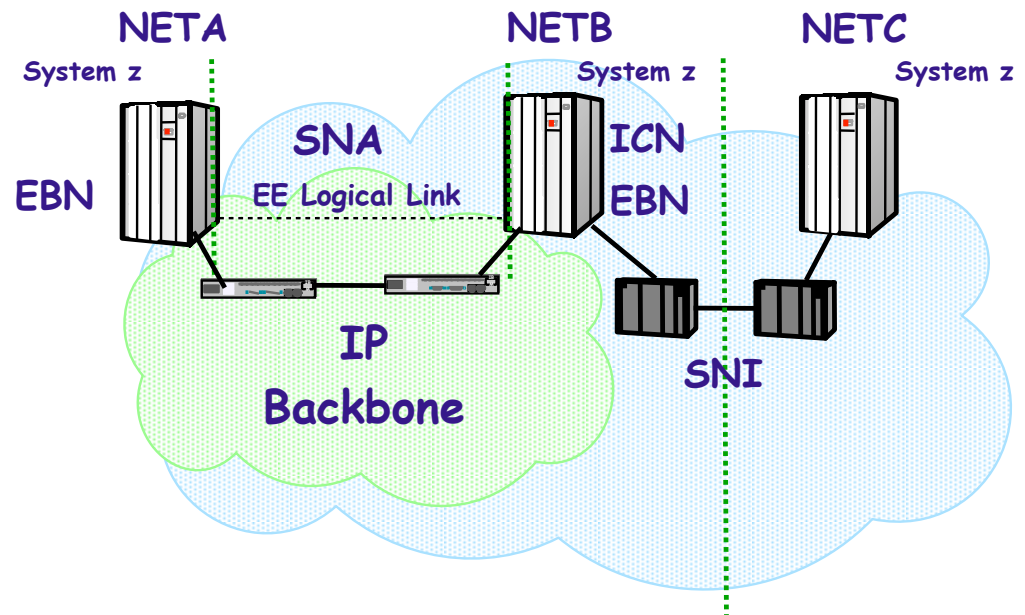 NETA
NETB
NETC
System z
System z
System z
SNA
ICN
EBN
EE Logical Link
EBN
IP
Backbone
SNI